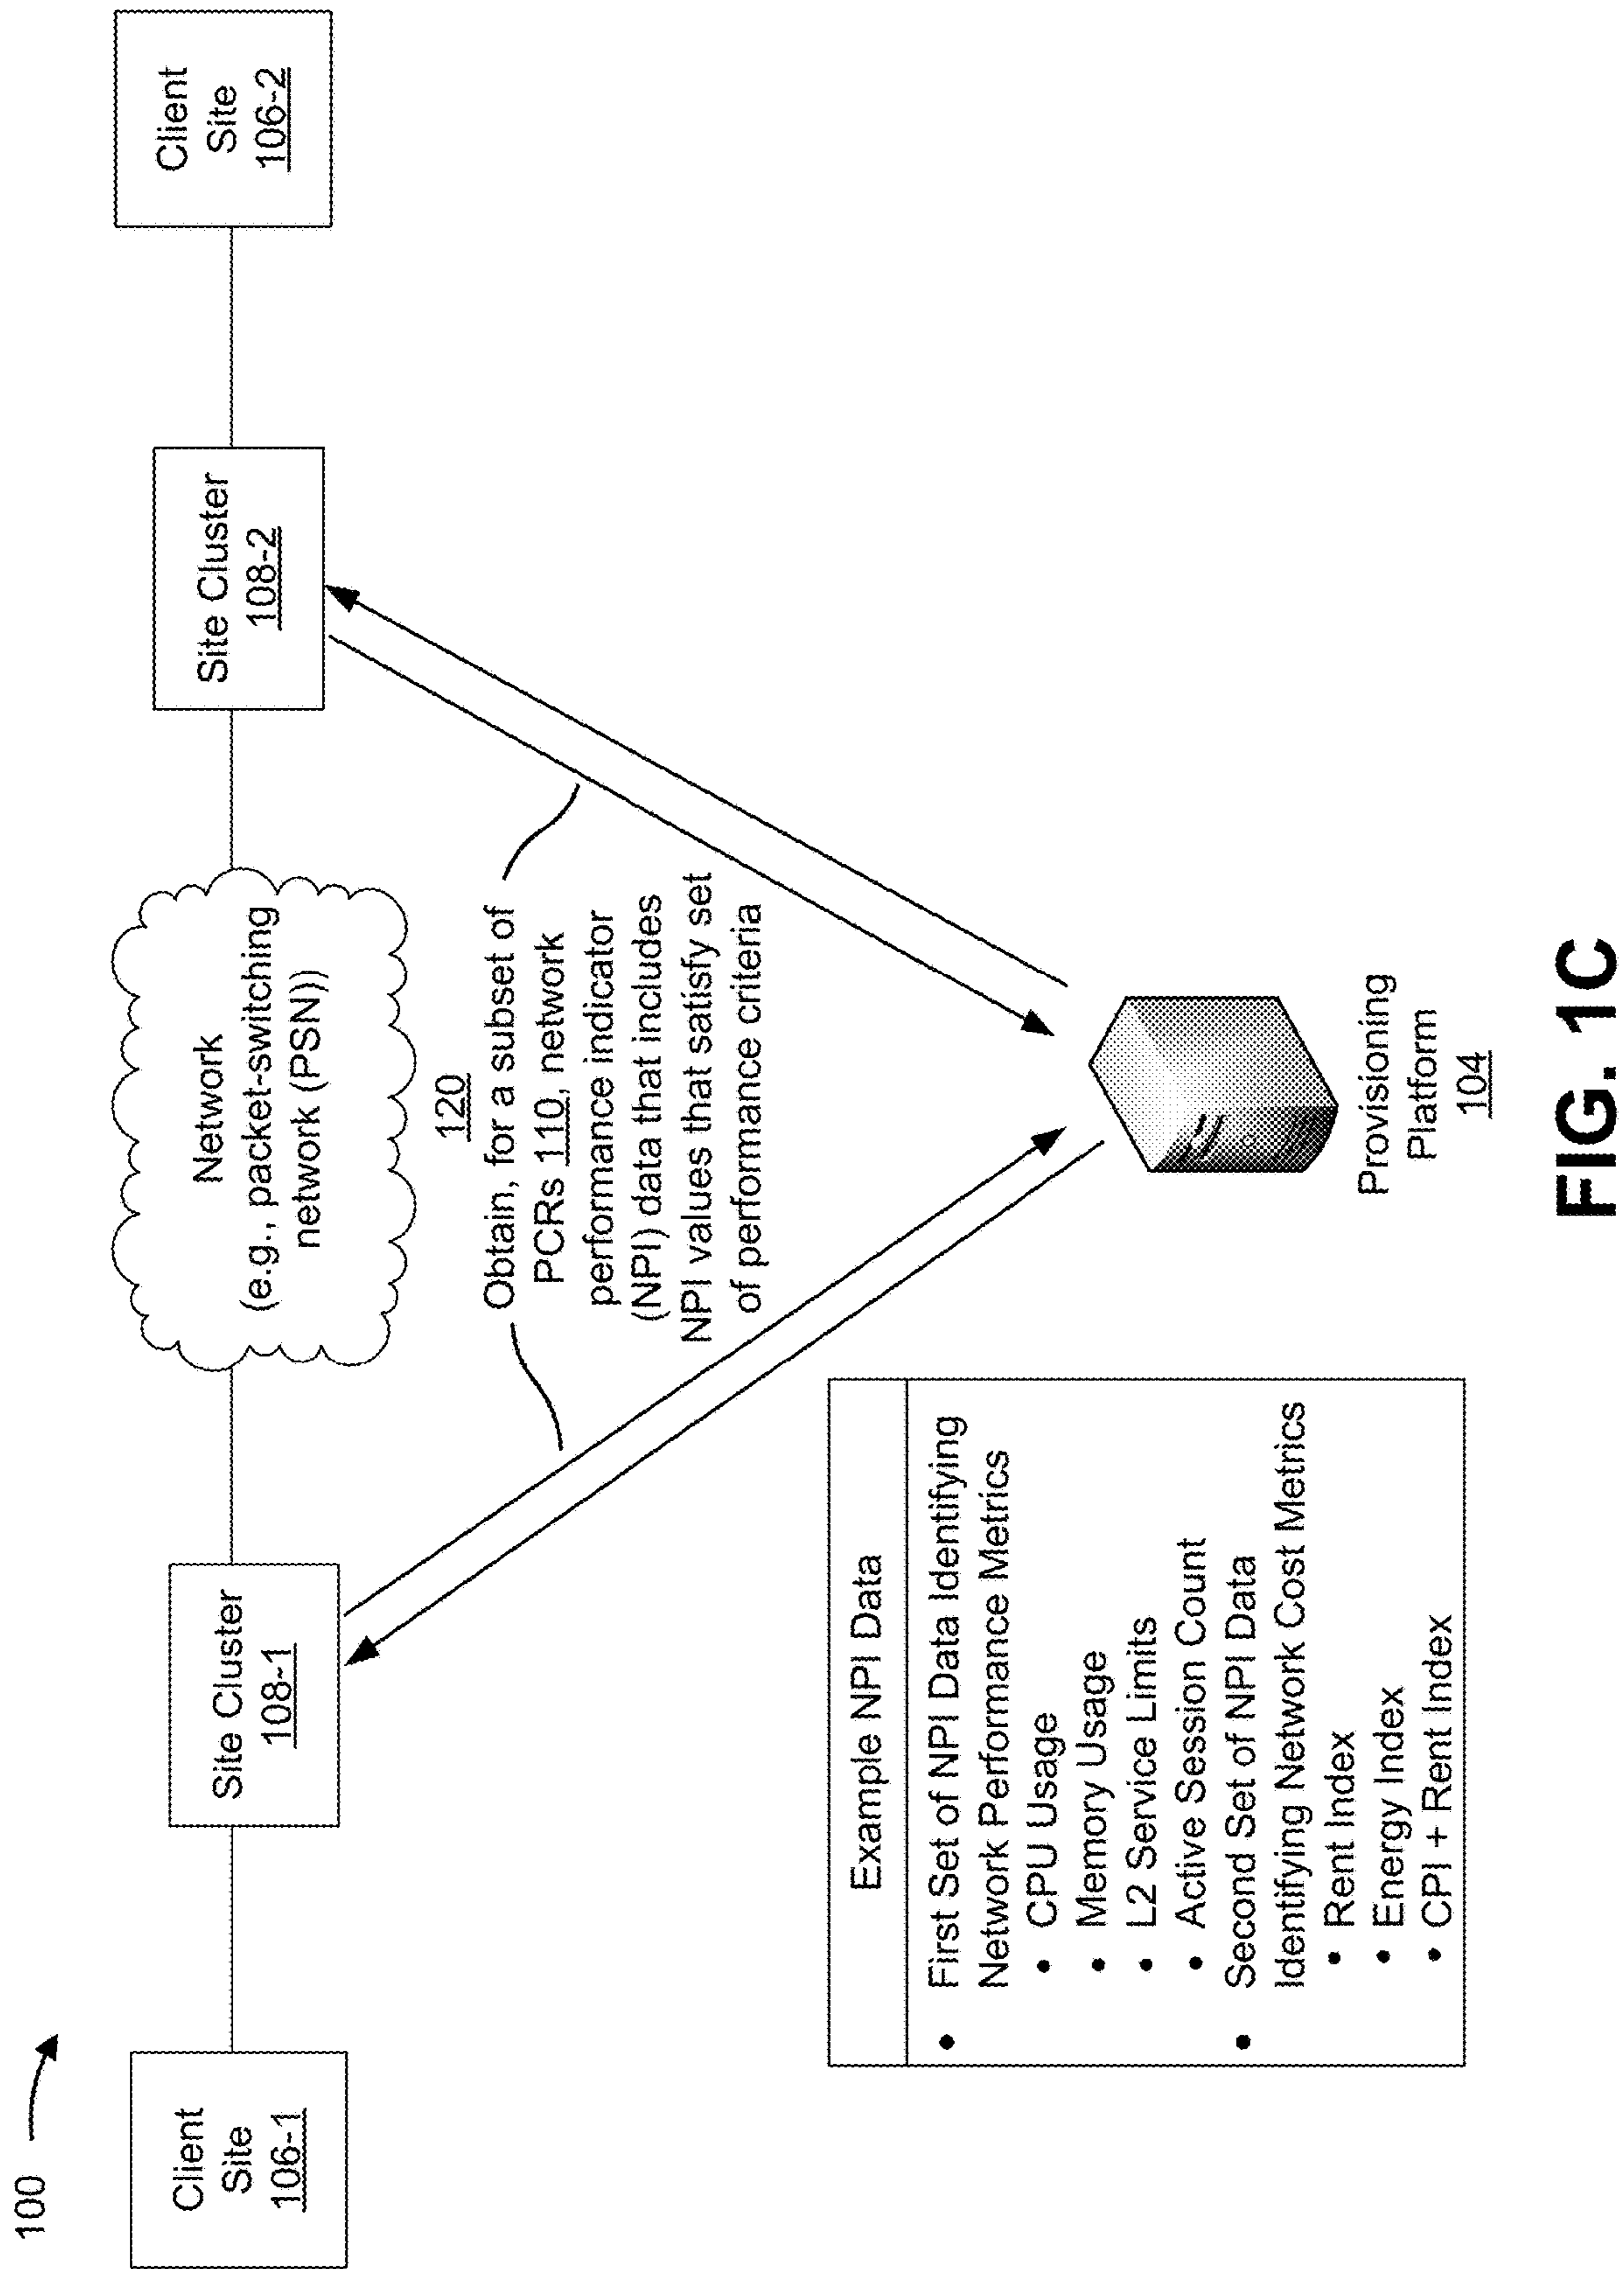 100
Client
Site
106-1
Site Cluster
108-1
Network
(e.g., packet-switching
network (PSN))
Site Cluster
108-2
Client
Site
106-2
120
Obtain, for a subset of
PCRs 110, network
performance indicator
(NPI) data that includes
NPI values that satisfy set
of performance criteria
Example NPI Data
• First Set of NPI Data Identifying
Network Performance Metrics
• CPU Usage
• Memory Usage
• L2 Service Limits
• Active Session Count
• Second Set of NPI Data
Identifying Network Cost Metrics
• Rent Index
• Energy Index
• CPI + Rent Index
Provisioning
Platform
104
FIG. 1C